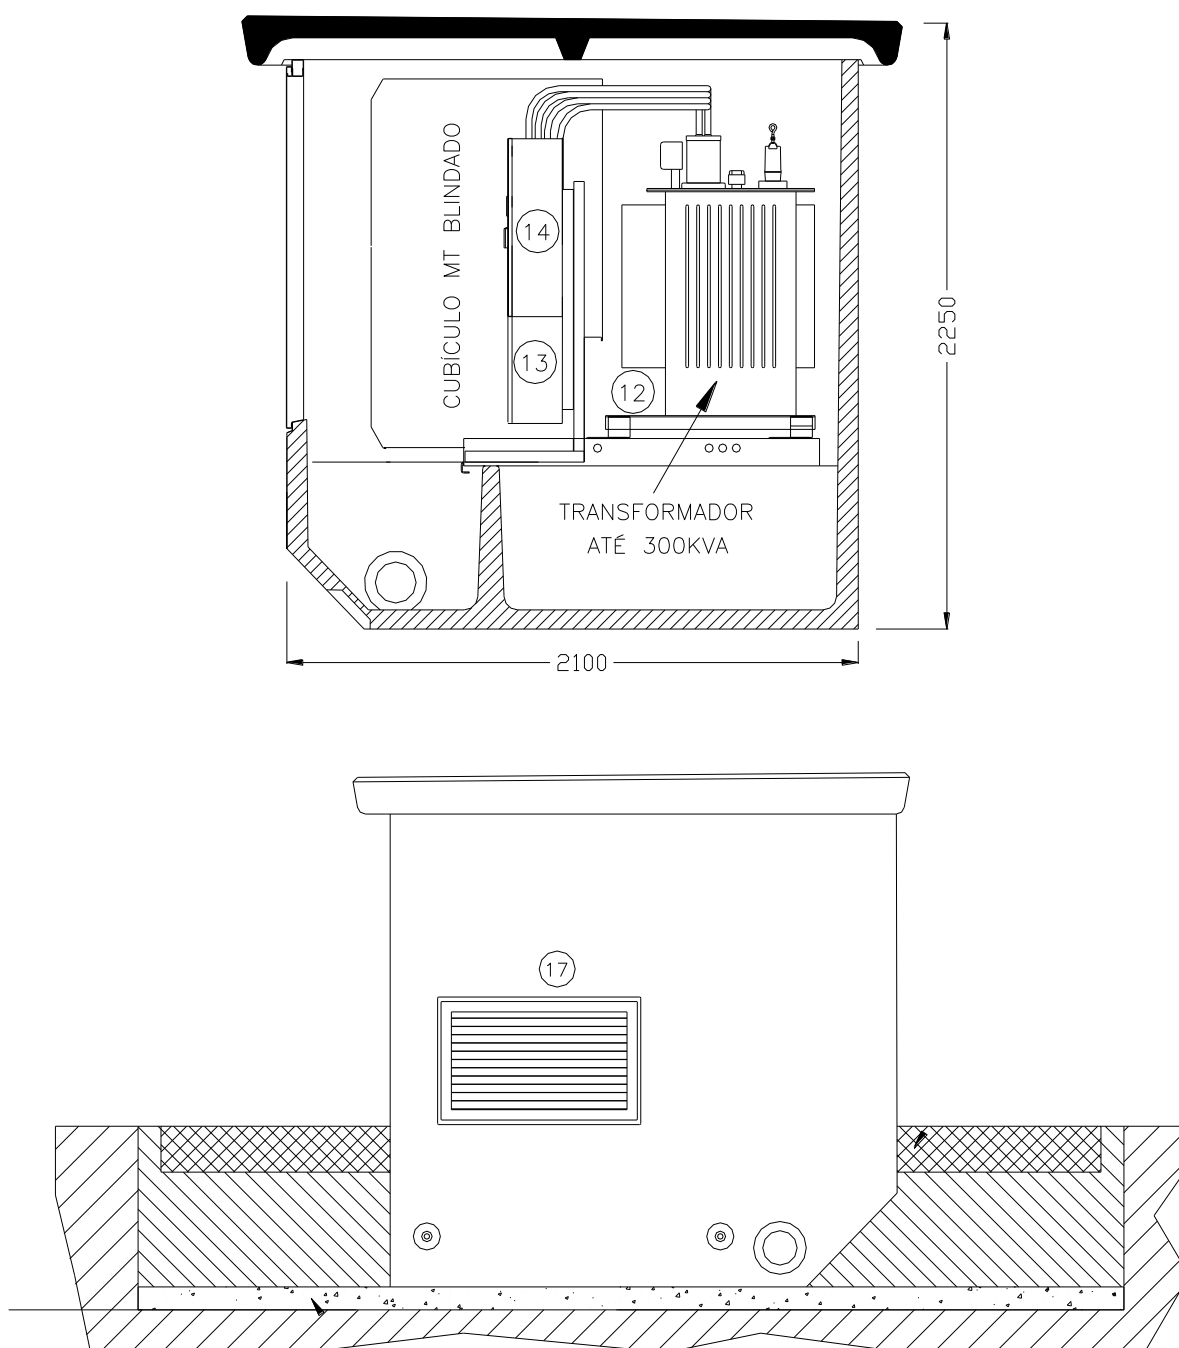 CUBÍCULO MT BLINDADO
14
13
12
2250
TRANSFORMADOR
ATÉ 300KVA
2100
17